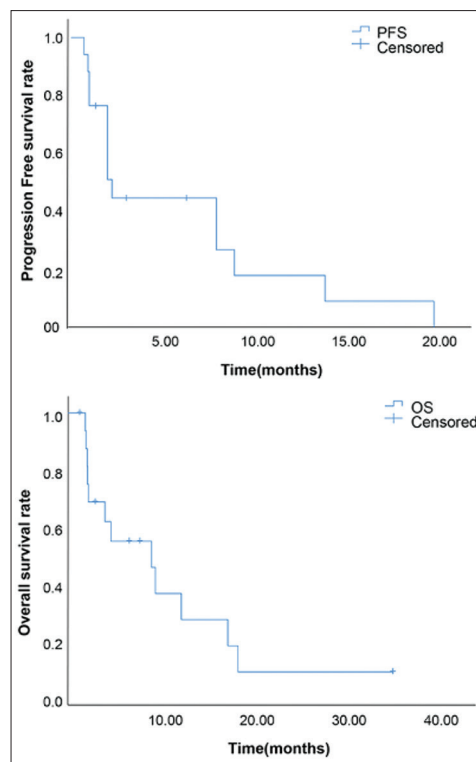 PFS
Censored
1.0
0.8
0.6
0.4
0.2
00
Progression Free survival rate
5.00 10.00 15.00 20.00
Time(months)
OS
Censored
1.0
0.8
0.6
0.4
0.2
0.0
Overall survival rate
10.00 20.00 30.00 40.00
Time(months)